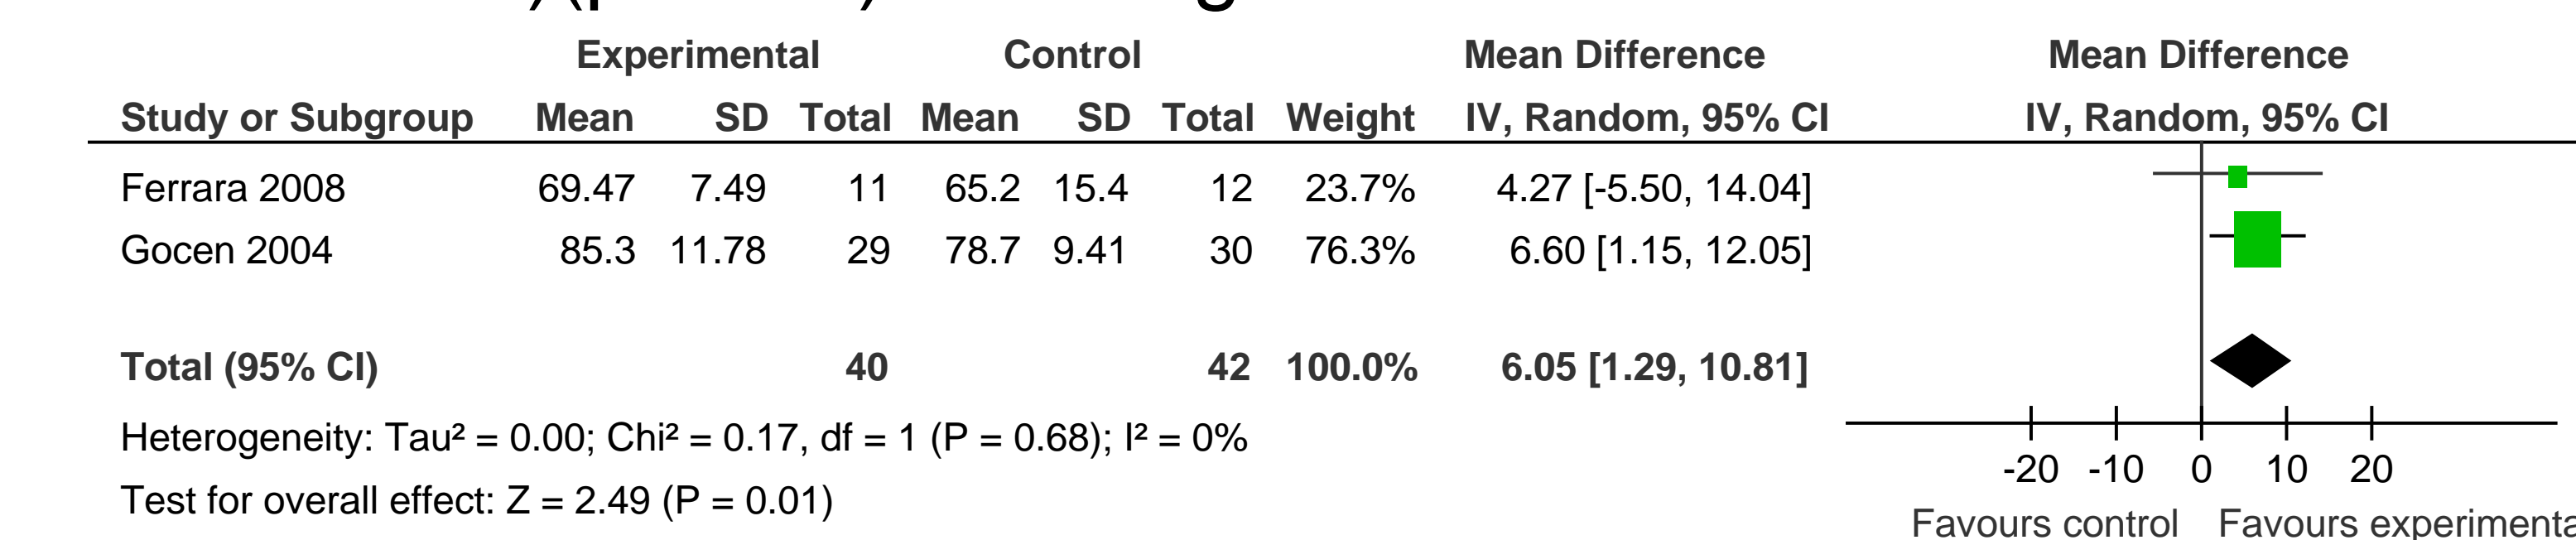 Experimental Control Mean Difference Mean Difference
Study or Subgroup Mean SD Total Mean SD Total Weight IV, Random, 95% CI IV, Random, 95% CI
Ferrara 2008 69.47 7.49 11 65.2 15.4 12 23.7% 4.27 [-5.50, 14.04]
Gocen 2004 85.3 11.78 29 78.7 9.41 30 76.3% 6.60 [1.15, 12.05]
Total (95% CI) 40 42 100.0% 6.05 [1.29, 10.81]
Heterogeneity: Tau² = 0.00; Chi² = 0.17, df = 1 (P = 0.68); I² = 0%
Test for overall effect: Z = 2.49 (P = 0.01)
-20 -10 0 10 20
Favours control Favours experimenta